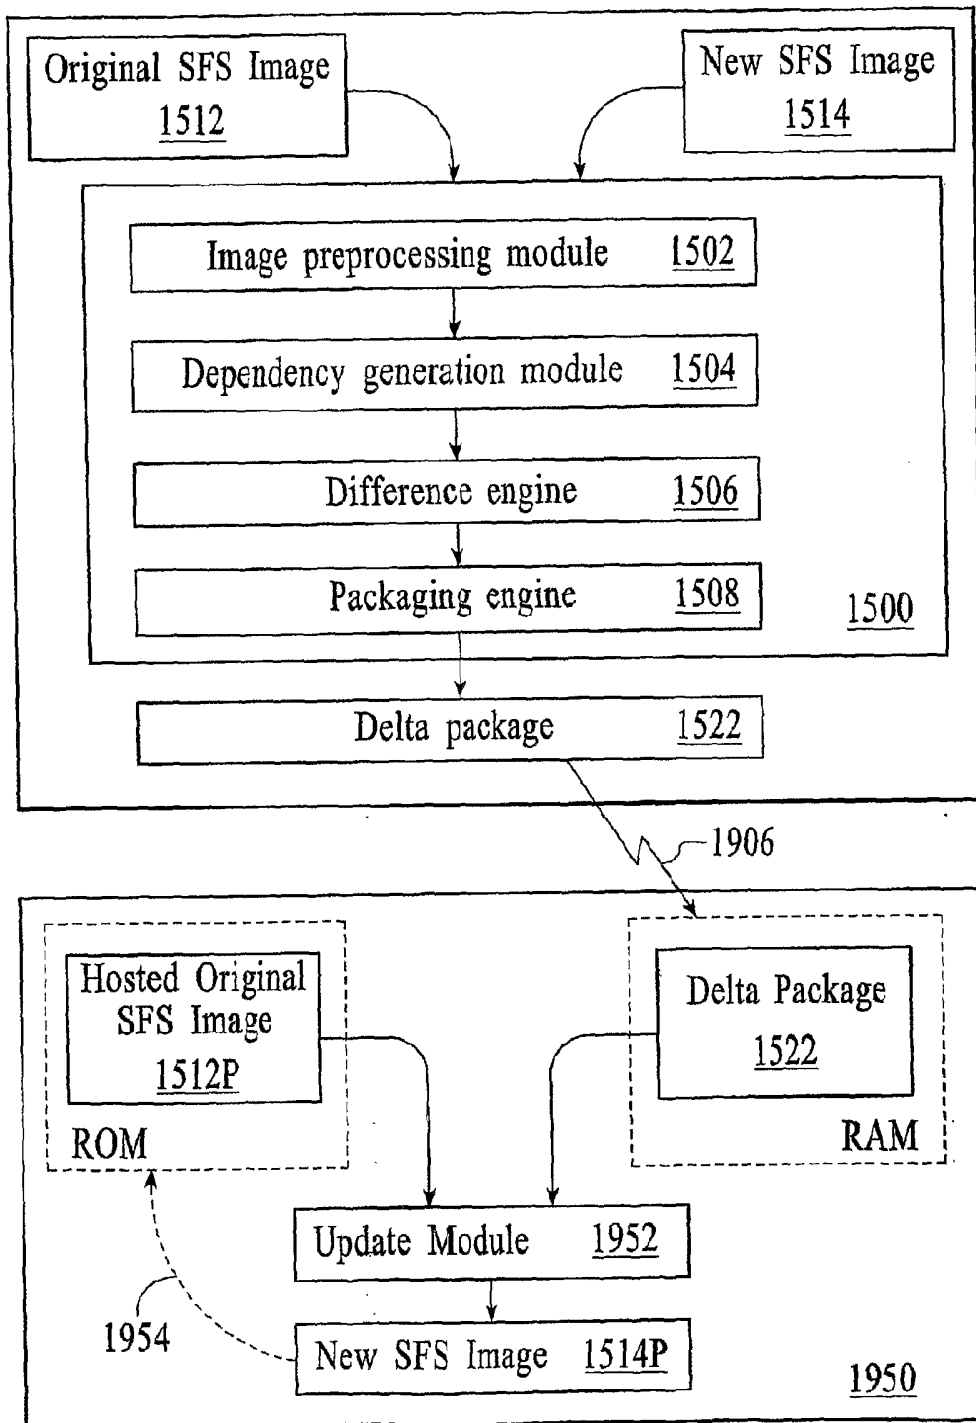 Original SFS Image
1512
New SFS Image
1514
Image preprocessing module 1502
Dependency generation module 1504
Difference engine 1506
Packaging engine 1508
1500
Delta package 1522
1906
Hosted Original
SFS Image
1512P
ROM
Delta Package
1522
RAM
Update Module 1952
1954
New SFS Image 1514P
1950